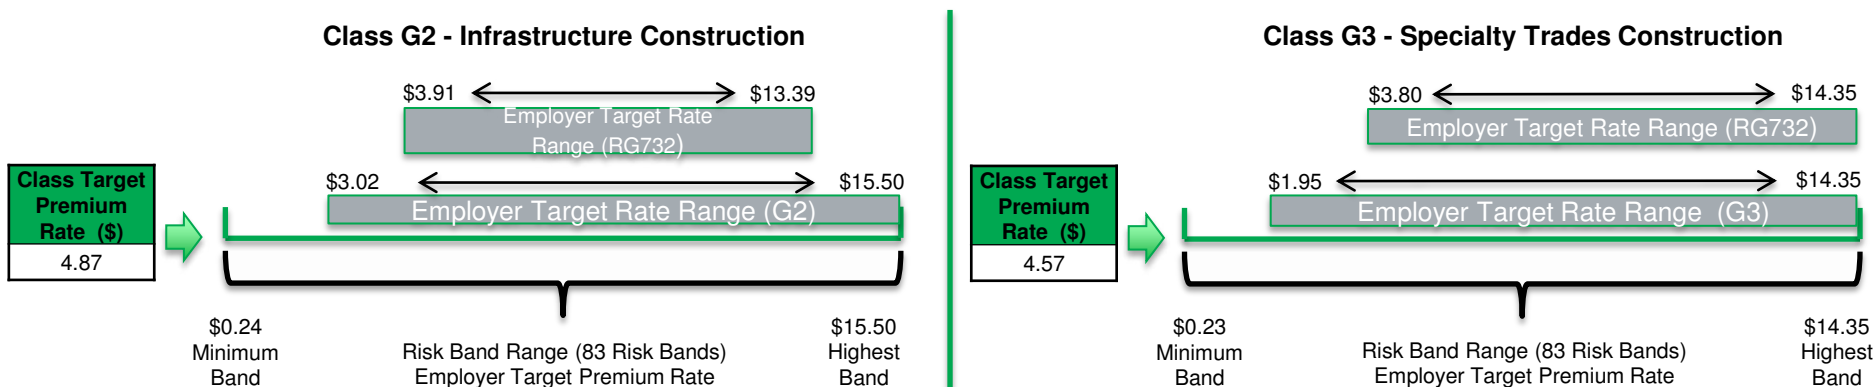 Class G2 - Infrastructure Construction
$3.91
$13.39
Employer Target Rate
Range (RG732)
$3.02
$15.50
Employer Target Rate Range (G2)
Class Target
Premium
Rate ($)
4.87
$0.24
Minimum
Band
Risk Band Range (83 Risk Bands)
Employer Target Premium Rate
$15.50
Highest
Band
Class G3 - Specialty Trades Construction
$3.80
$14.35
Employer Target Rate Range (RG732)
$1.95
$14.35
Employer Target Rate Range (G3)
Class Target
Premium
Rate ($)
4.57
$0.23
Minimum
Band
Risk Band Range (83 Risk Bands)
Employer Target Premium Rate
$14.35
Highest
Band